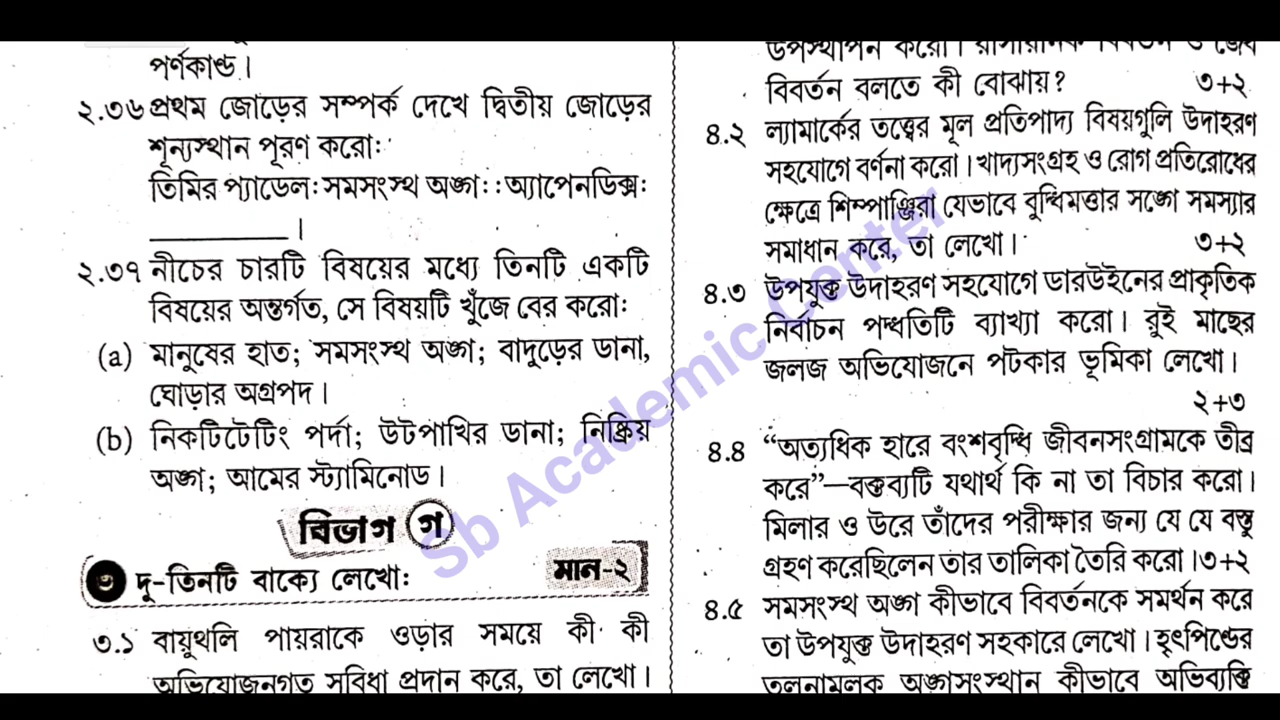 পর্ণকাণ্ড।
২.৩৬ প্রথম জোড়ের সম্পর্ক দেখে দ্বিতীয় জোড়ের
শূন্যস্থান পূরণ করো:
তিমির প্যাডেল: সমসংস্থ অঙ্গ: : অ্যাপেনডিক্স:
__________ ।
২.৩৭ নীচের চারটি বিষয়ের মধ্যে তিনটি একটি
বিষয়ের অন্তর্গত, সে বিষয়টি খুঁজে বের করো:
(a) মানুষের হাত; সমসংস্থ অঙ্গ; বাদুড়ের ডানা,
ঘোড়ার অগ্রপদ।
(b) নিকটিটেটিং পর্দা; উটপাখির ডানা; নিষ্ক্রিয়
অঙ্গ; আমের স্ট্যামিনোড।
বিভাগ গ
৩ দু-তিনটি বাক্যে লেখো: মান-২
৩.১ বায়ুথলি পায়রাকে ওড়ার সময়ে কী কী
অভিযোজনগত সুবিধা প্রদান করে, তা লেখো।
উপস্থাপন করো। রাসায়নিক বিবর্তন ও জৈব
বিবর্তন বলতে কী বোঝায়? ৩+২
৪.২ ল্যামার্কের তত্ত্বের মূল প্রতিপাদ্য বিষয়গুলি উদাহরণ
সহযোগে বর্ণনা করো। খাদ্যসংগ্রহ ও রোগ প্রতিরোধের
ক্ষেত্রে শিম্পাঞ্জিরা যেভাবে বুদ্ধিমত্তার সঙ্গে সমস্যার
সমাধান করে, তা লেখো। ৩+২
৪.৩ উপযুক্ত উদাহরণ সহযোগে ডারউইনের প্রাকৃতিক
নির্বাচন পদ্ধতিটি ব্যাখ্যা করো। রুই মাছের
জলজ অভিযোজনে পটকার ভূমিকা লেখো।
২+৩
৪.৪ “অত্যধিক হারে বংশবৃদ্ধি জীবনসংগ্রামকে তীব্র
করে”—বক্তব্যটি যথার্থ কি না তা বিচার করো।
মিলার ও উরে তাঁদের পরীক্ষার জন্য যে যে বস্তু
গ্রহণ করেছিলেন তার তালিকা তৈরি করো। ৩+২
৪.৫ সমসংস্থ অঙ্গ কীভাবে বিবর্তনকে সমর্থন করে
তা উপযুক্ত উদাহরণ সহকারে লেখো। হৃৎপিণ্ডের
তুলনামূলক অঙ্গসংস্থান কীভাবে অভিব্যক্তি
Sb Academic Center